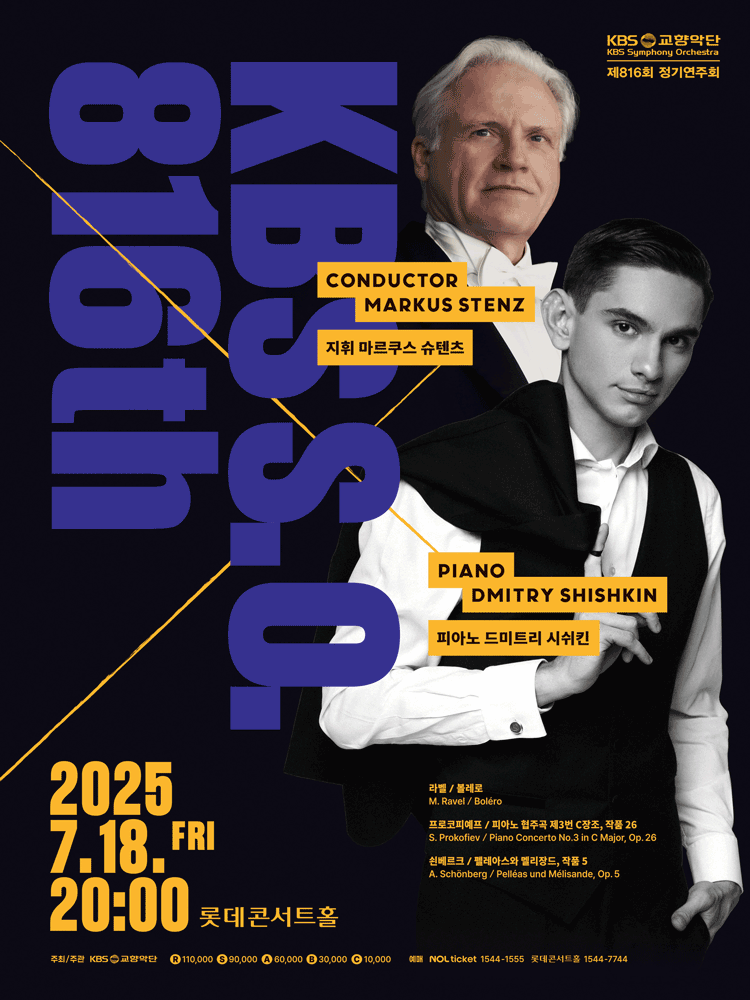 KBS 교향악단
KBS Symphony Orchestra
제816회 정기연주회
KBS S.O.
816th
CONDUCTOR
MARKUS STENZ
지휘 마르쿠스 슈텐츠
PIANO
DMITRY SHISHKIN
피아노 드미트리 시쉬킨
2025
7.18. FRI
20:00 롯데콘서트홀
라벨 / 볼레로
M. Ravel / Boléro
프로코피예프 / 피아노 협주곡 제3번 C장조, 작품 26
S. Prokofiev / Piano Concerto No.3 in C Major, Op. 26
쇤베르크 / 펠레아스와 멜리장드, 작품 5
A. Schönberg / Pelléas und Mélisande, Op. 5
주최/주관 KBS 교향악단 R 110,000 S 90,000 A 60,000 B 30,000 C 10,000 예매 NOL ticket 1544-1555 롯데콘서트홀 1544-7744